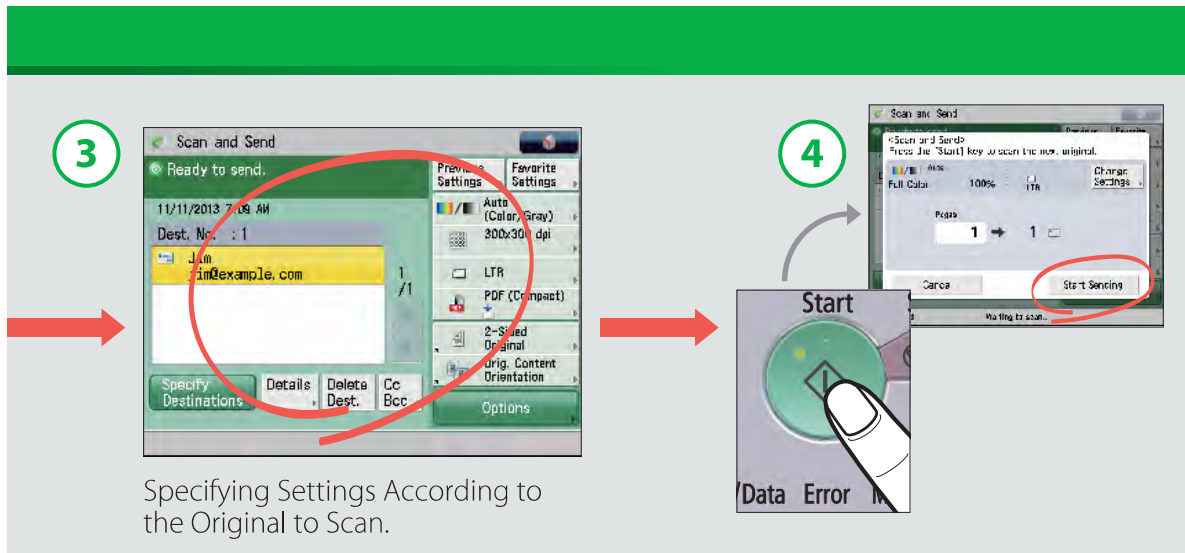 3
Scan and Send
Ready to send.
Previous Settings
Favorite Settings
11/11/2013 7:09 AM
Dest. No. : 1
Jim
jim@example.com
1
/1
Auto
(Color/Gray)
300x300 dpi
LTR
PDF (Compact)
2-Sided
Original
Orig. Content
Orientation
Specify
Destinations
Details
Delete
Dest.
Cc
Bcc
Options
Specifying Settings According to
the Original to Scan.
4
Scan and Send
<Scan and Send>
Press the [Start] key to scan the next original.
Auto
Full Color
100%
LTR
Change
Settings
Pages
1
1
Cancel
Start Sending
Waiting to scan..
Start
/Data Error